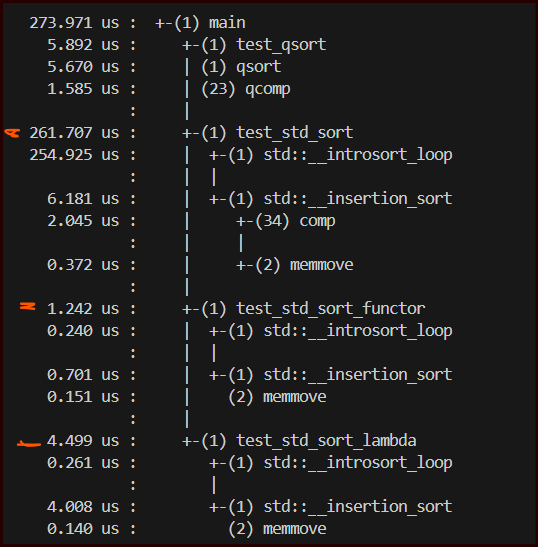 273.971 us :  +-(1) main
5.892 us :     +-(1) test_qsort
5.670 us :     | (1) qsort
1.585 us :     | (23) qcomp
:     |
261.707 us :     +-(1) test_std_sort
254.925 us :     |  +-(1) std::__introsort_loop
:     |  |
6.181 us :     |  +-(1) std::__insertion_sort
2.045 us :     |     +-(34) comp
:     |     |
0.372 us :     |     +-(2) memmove
:     |
1.242 us :     +-(1) test_std_sort_functor
0.240 us :     |  +-(1) std::__introsort_loop
:     |  |
0.701 us :     |  +-(1) std::__insertion_sort
0.151 us :     |    (2) memmove
:     |
4.499 us :     +-(1) test_std_sort_lambda
0.261 us :        +-(1) std::__introsort_loop
:        |
4.008 us :        +-(1) std::__insertion_sort
0.140 us :          (2) memmove